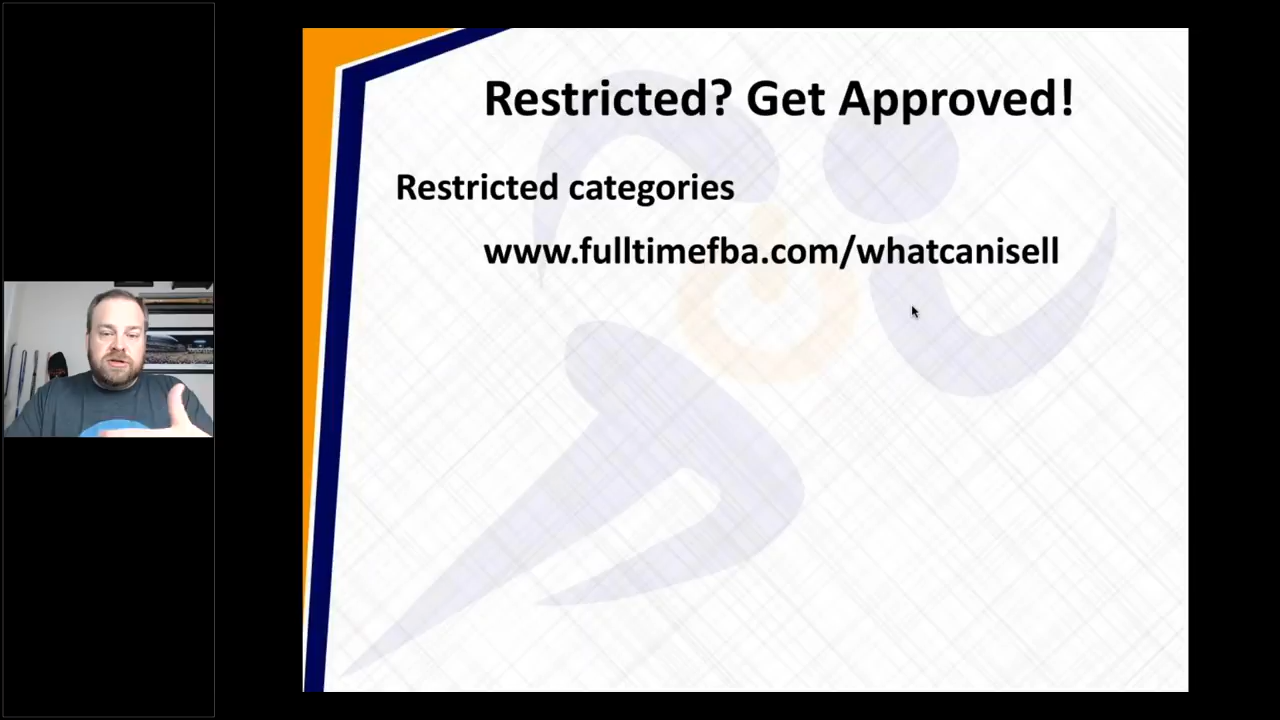 Restricted? Get Approved!
Restricted categories
www.fulltimefba.com/whatcanisell